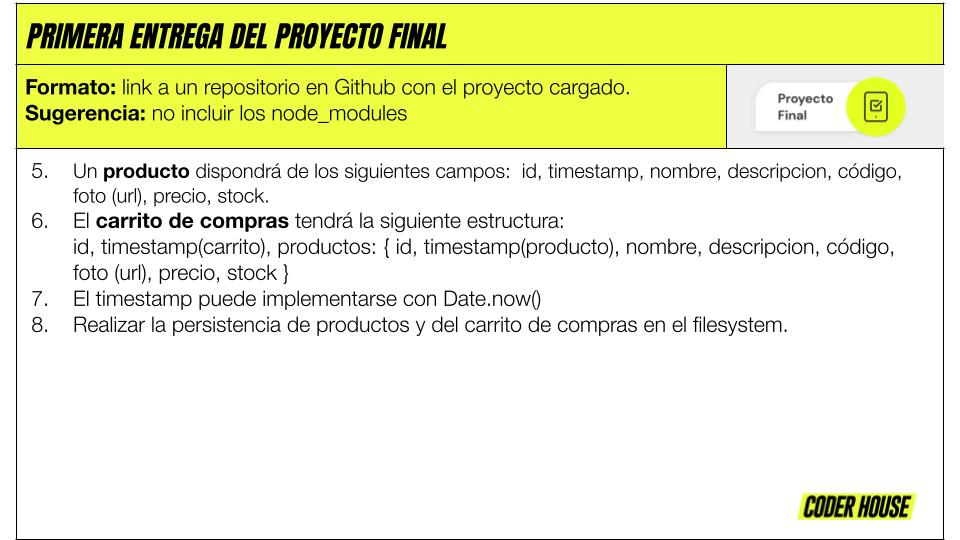 PRIMERA ENTREGA DEL PROYECTO FINAL
Formato: link a un repositorio en Github con el proyecto cargado.
Sugerencia: no incluir los node_modules
Proyecto
Final
5. Un producto dispondrá de los siguientes campos: id, timestamp, nombre, descripcion, código,
foto (url), precio, stock.
6. El carrito de compras tendrá la siguiente estructura:
id, timestamp(carrito), productos: { id, timestamp(producto), nombre, descripcion, código,
foto (url), precio, stock }
7. El timestamp puede implementarse con Date.now()
8. Realizar la persistencia de productos y del carrito de compras en el filesystem.
CODER HOUSE